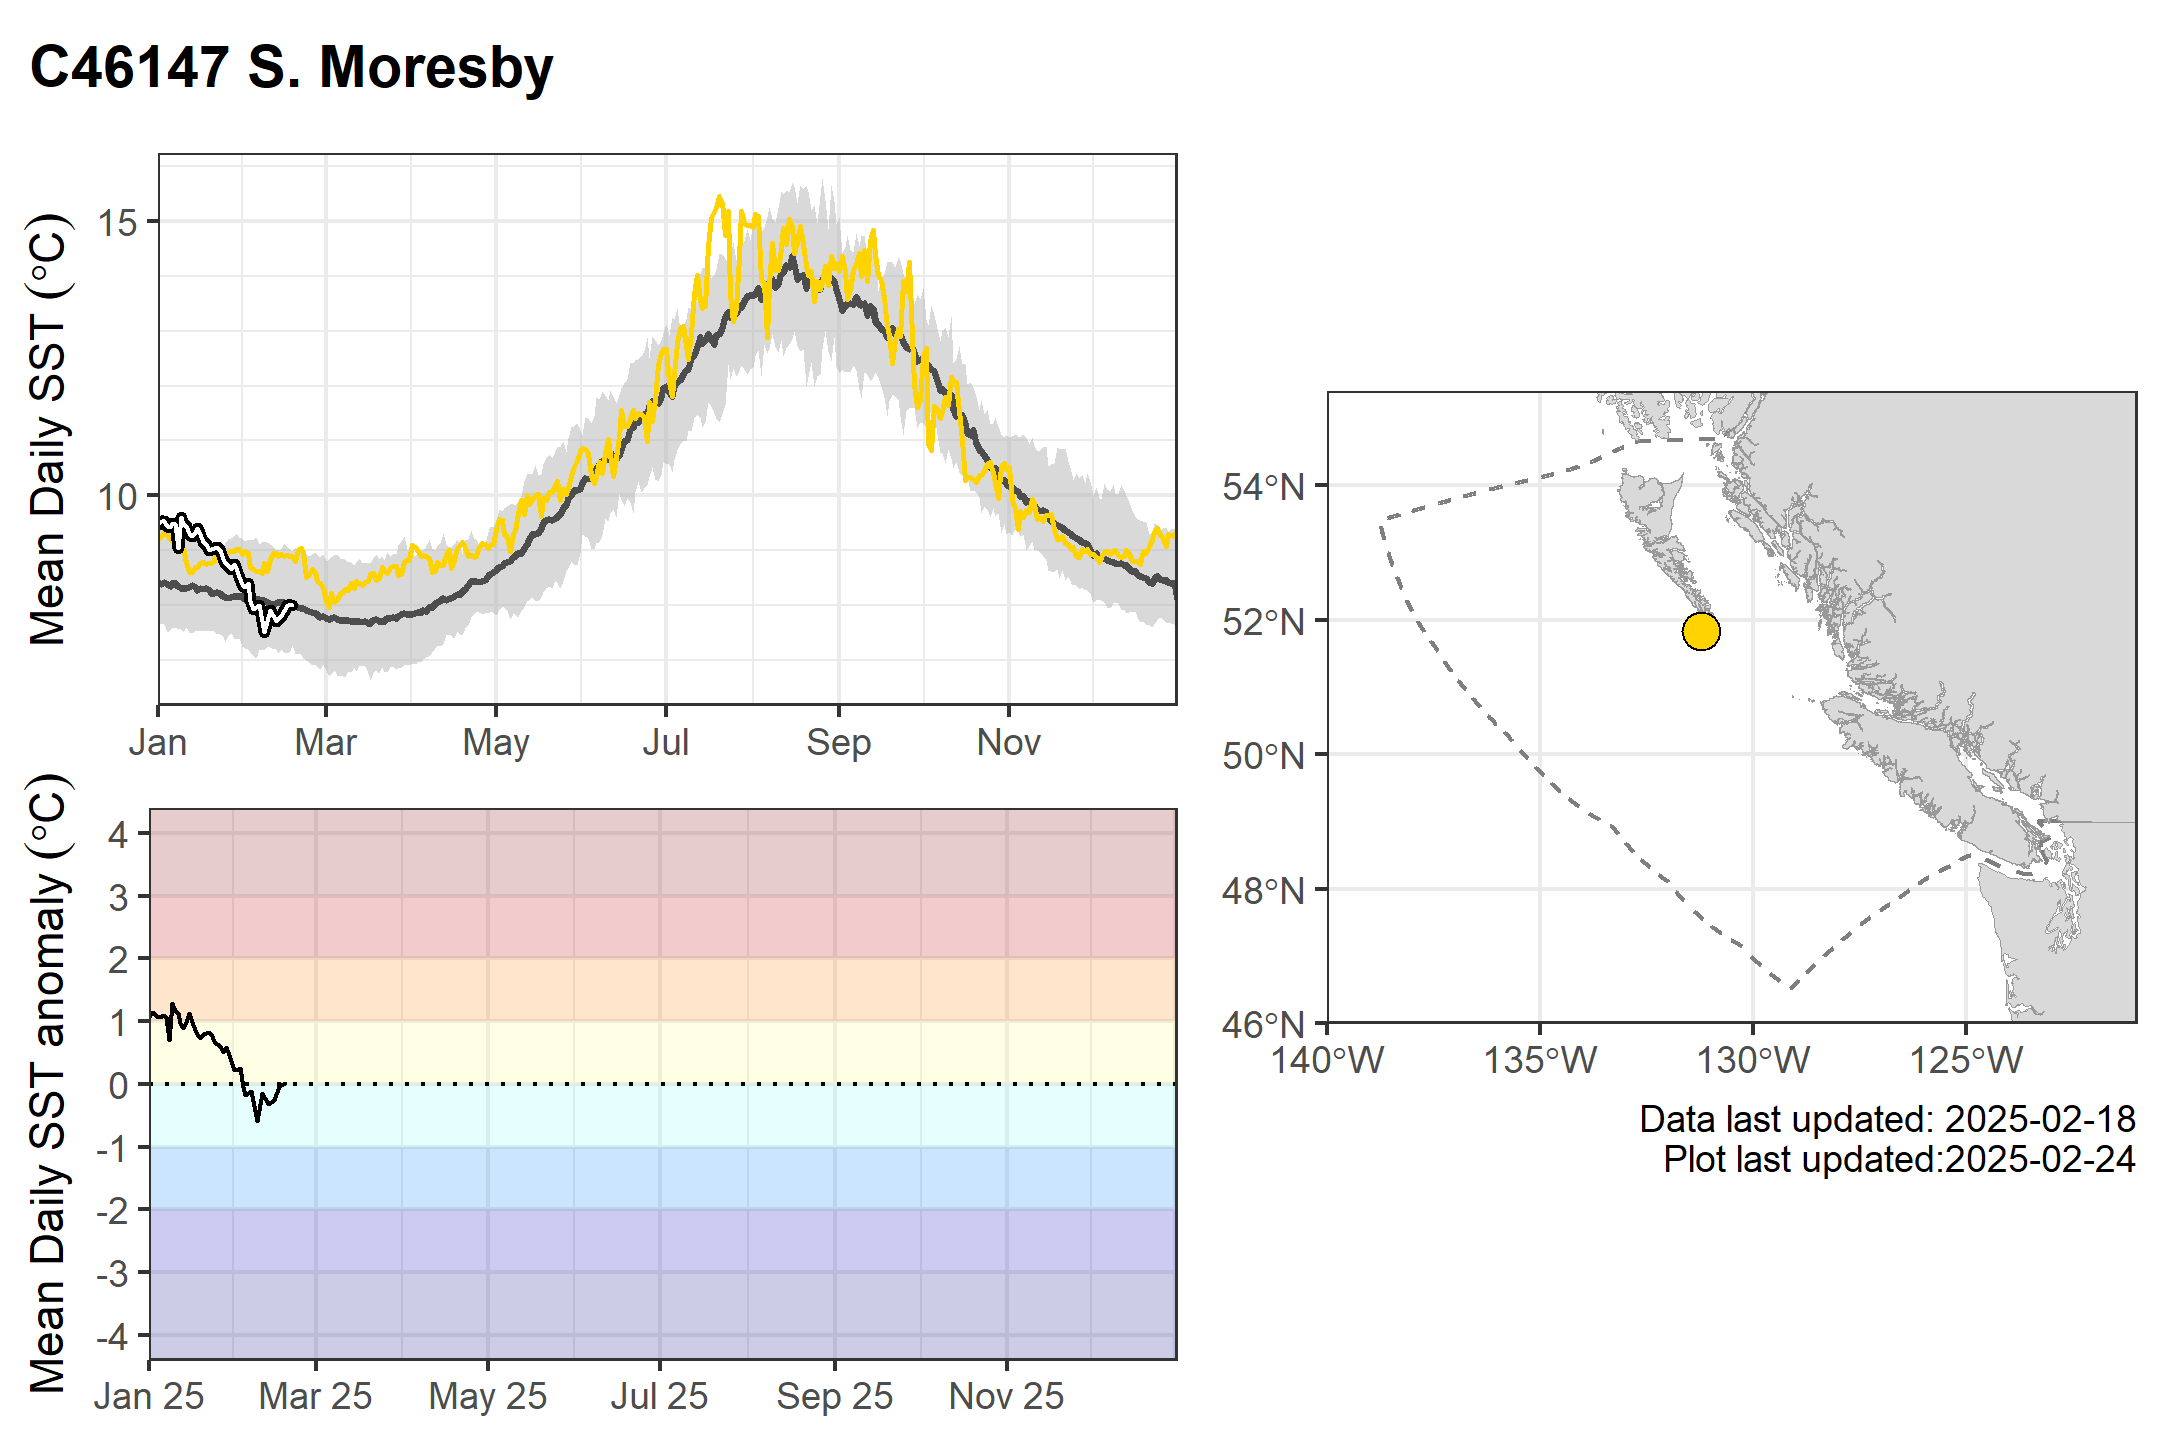 C46147 S. Moresby
Mean Daily SST (°C)
15
10
Jan Mar May Jul Sep Nov
Mean Daily SST anomaly (°C)
4
3
2
1
0
-1
-2
-3
-4
Jan 25 Mar 25 May 25 Jul 25 Sep 25 Nov 25
54°N
52°N
50°N
48°N
46°N
140°W 135°W 130°W 125°W
Data last updated: 2025-02-18
Plot last updated:2025-02-24